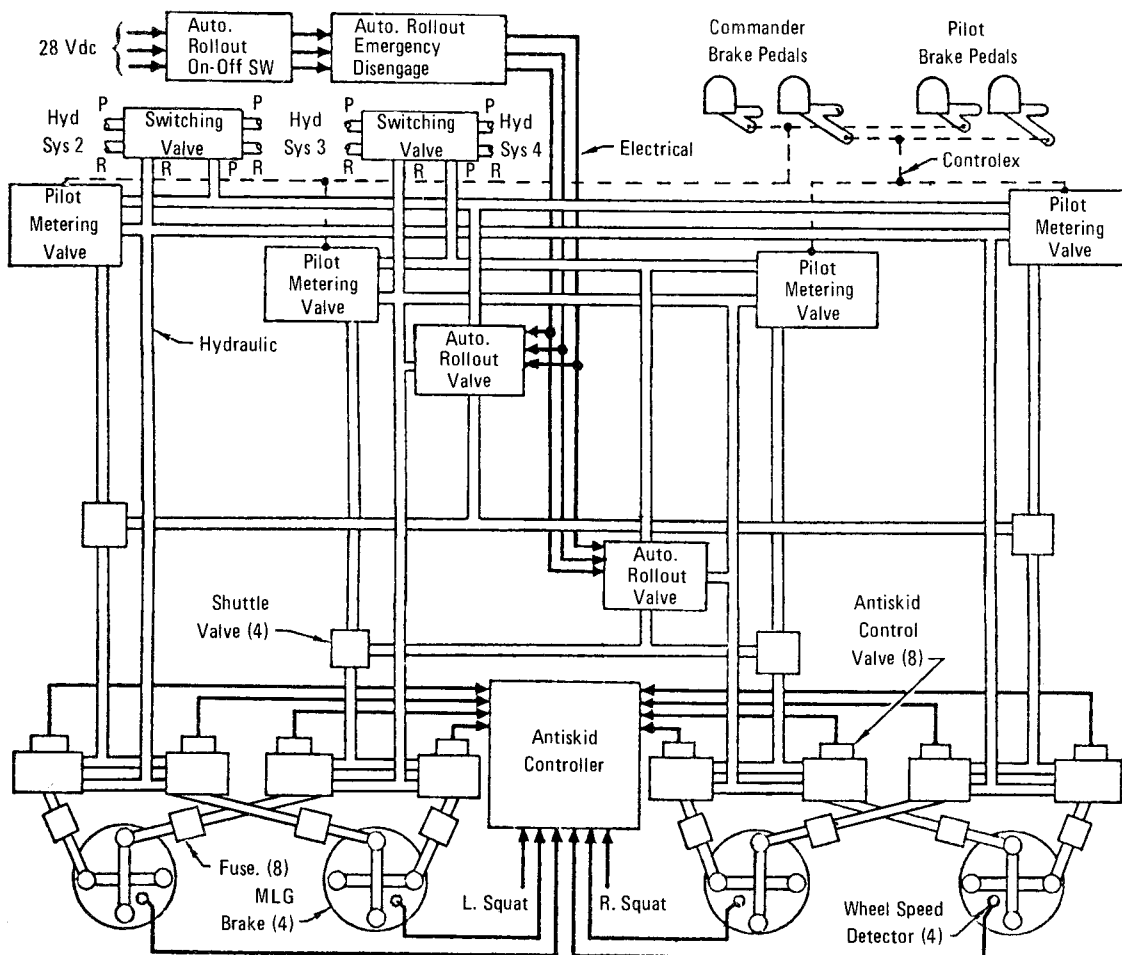 28 Vdc
Auto.
Rollout
On-Off SW
Auto. Rollout
Emergency
Disengage
Commander
Brake Pedals
Pilot
Brake Pedals
P
Hyd
Sys 2
R
Switching
Valve
R
P
P
R
Hyd
Sys 3
P
R
Switching
Valve
R
P
P
Hyd
Sys 4
R
Electrical
Controlex
Pilot
Metering
Valve
Pilot
Metering
Valve
Pilot
Metering
Valve
Pilot
Metering
Valve
Hydraulic
Auto.
Rollout
Valve
Auto.
Rollout
Valve
Shuttle
Valve (4)
Antiskid
Control
Valve (8)
Antiskid
Controller
Fuse. (8)
MLG
Brake (4)
L. Squat
R. Squat
Wheel Speed
Detector (4)